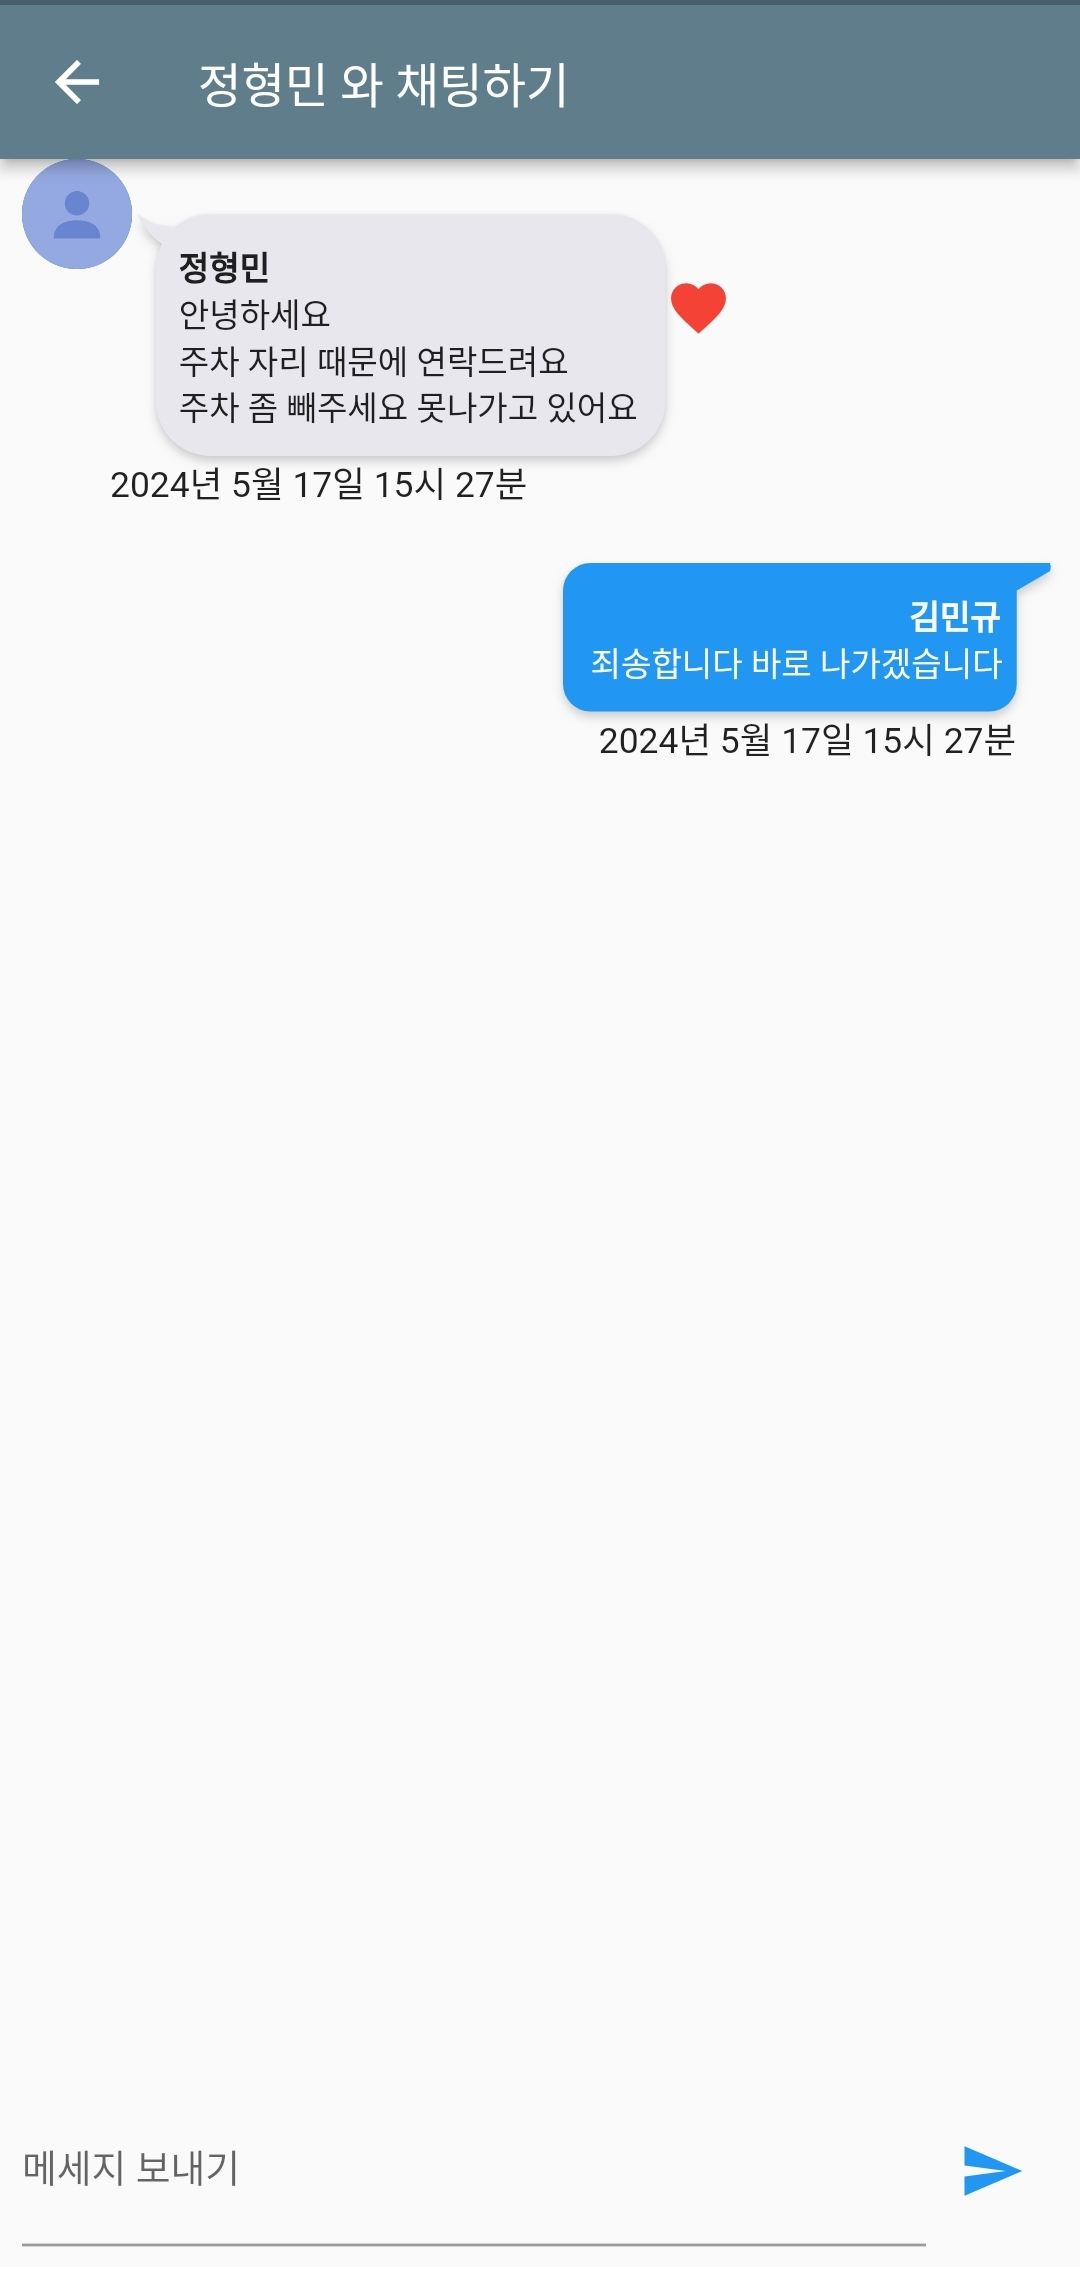 정형민 와 채팅하기
정형민
안녕하세요
주차 자리 때문에 연락드려요
주차 좀 빼주세요 못나가고 있어요
2024년 5월 17일 15시 27분
김민규
죄송합니다 바로 나가겠습니다
2024년 5월 17일 15시 27분
메세지 보내기